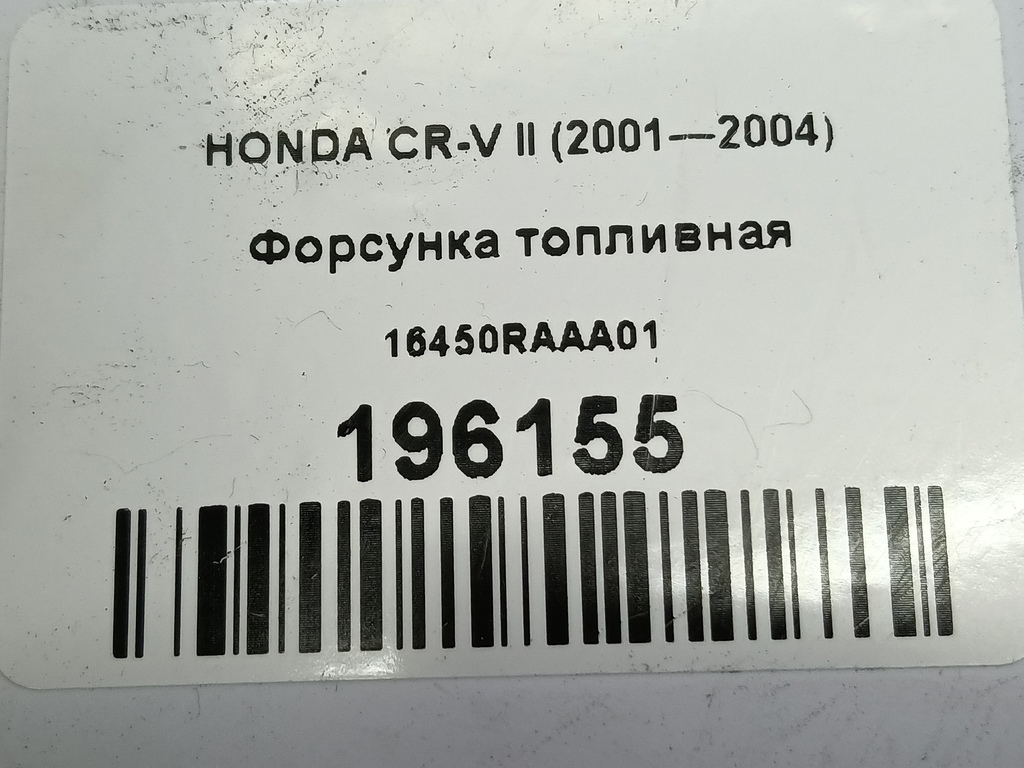 HONDA CR-V II (2001—2004)
Форсунка топливная
16450RAAA01
196155